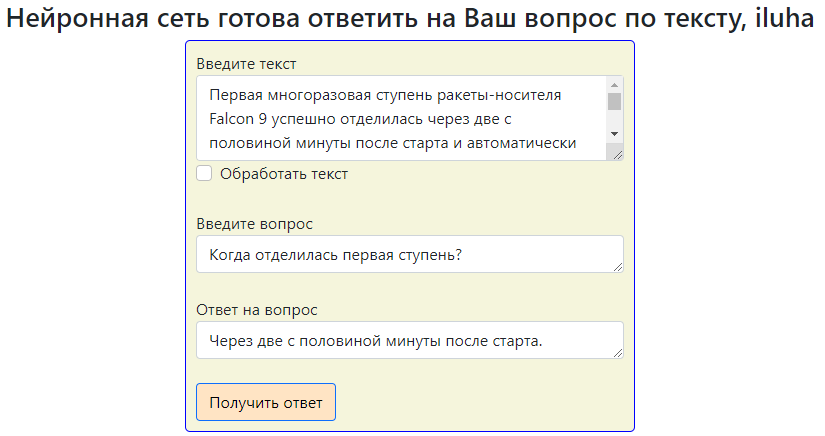 Нейронная сеть готова ответить на Ваш вопрос по тексту, iluha
Введите текст
Первая многоразовая ступень ракеты-носителя
Falcon 9 успешно отделилась через две с
половиной минуты после старта и автоматически
Обработать текст
Введите вопрос
Когда отделилась первая ступень?
Ответ на вопрос
Через две с половиной минуты после старта.
Получить ответ